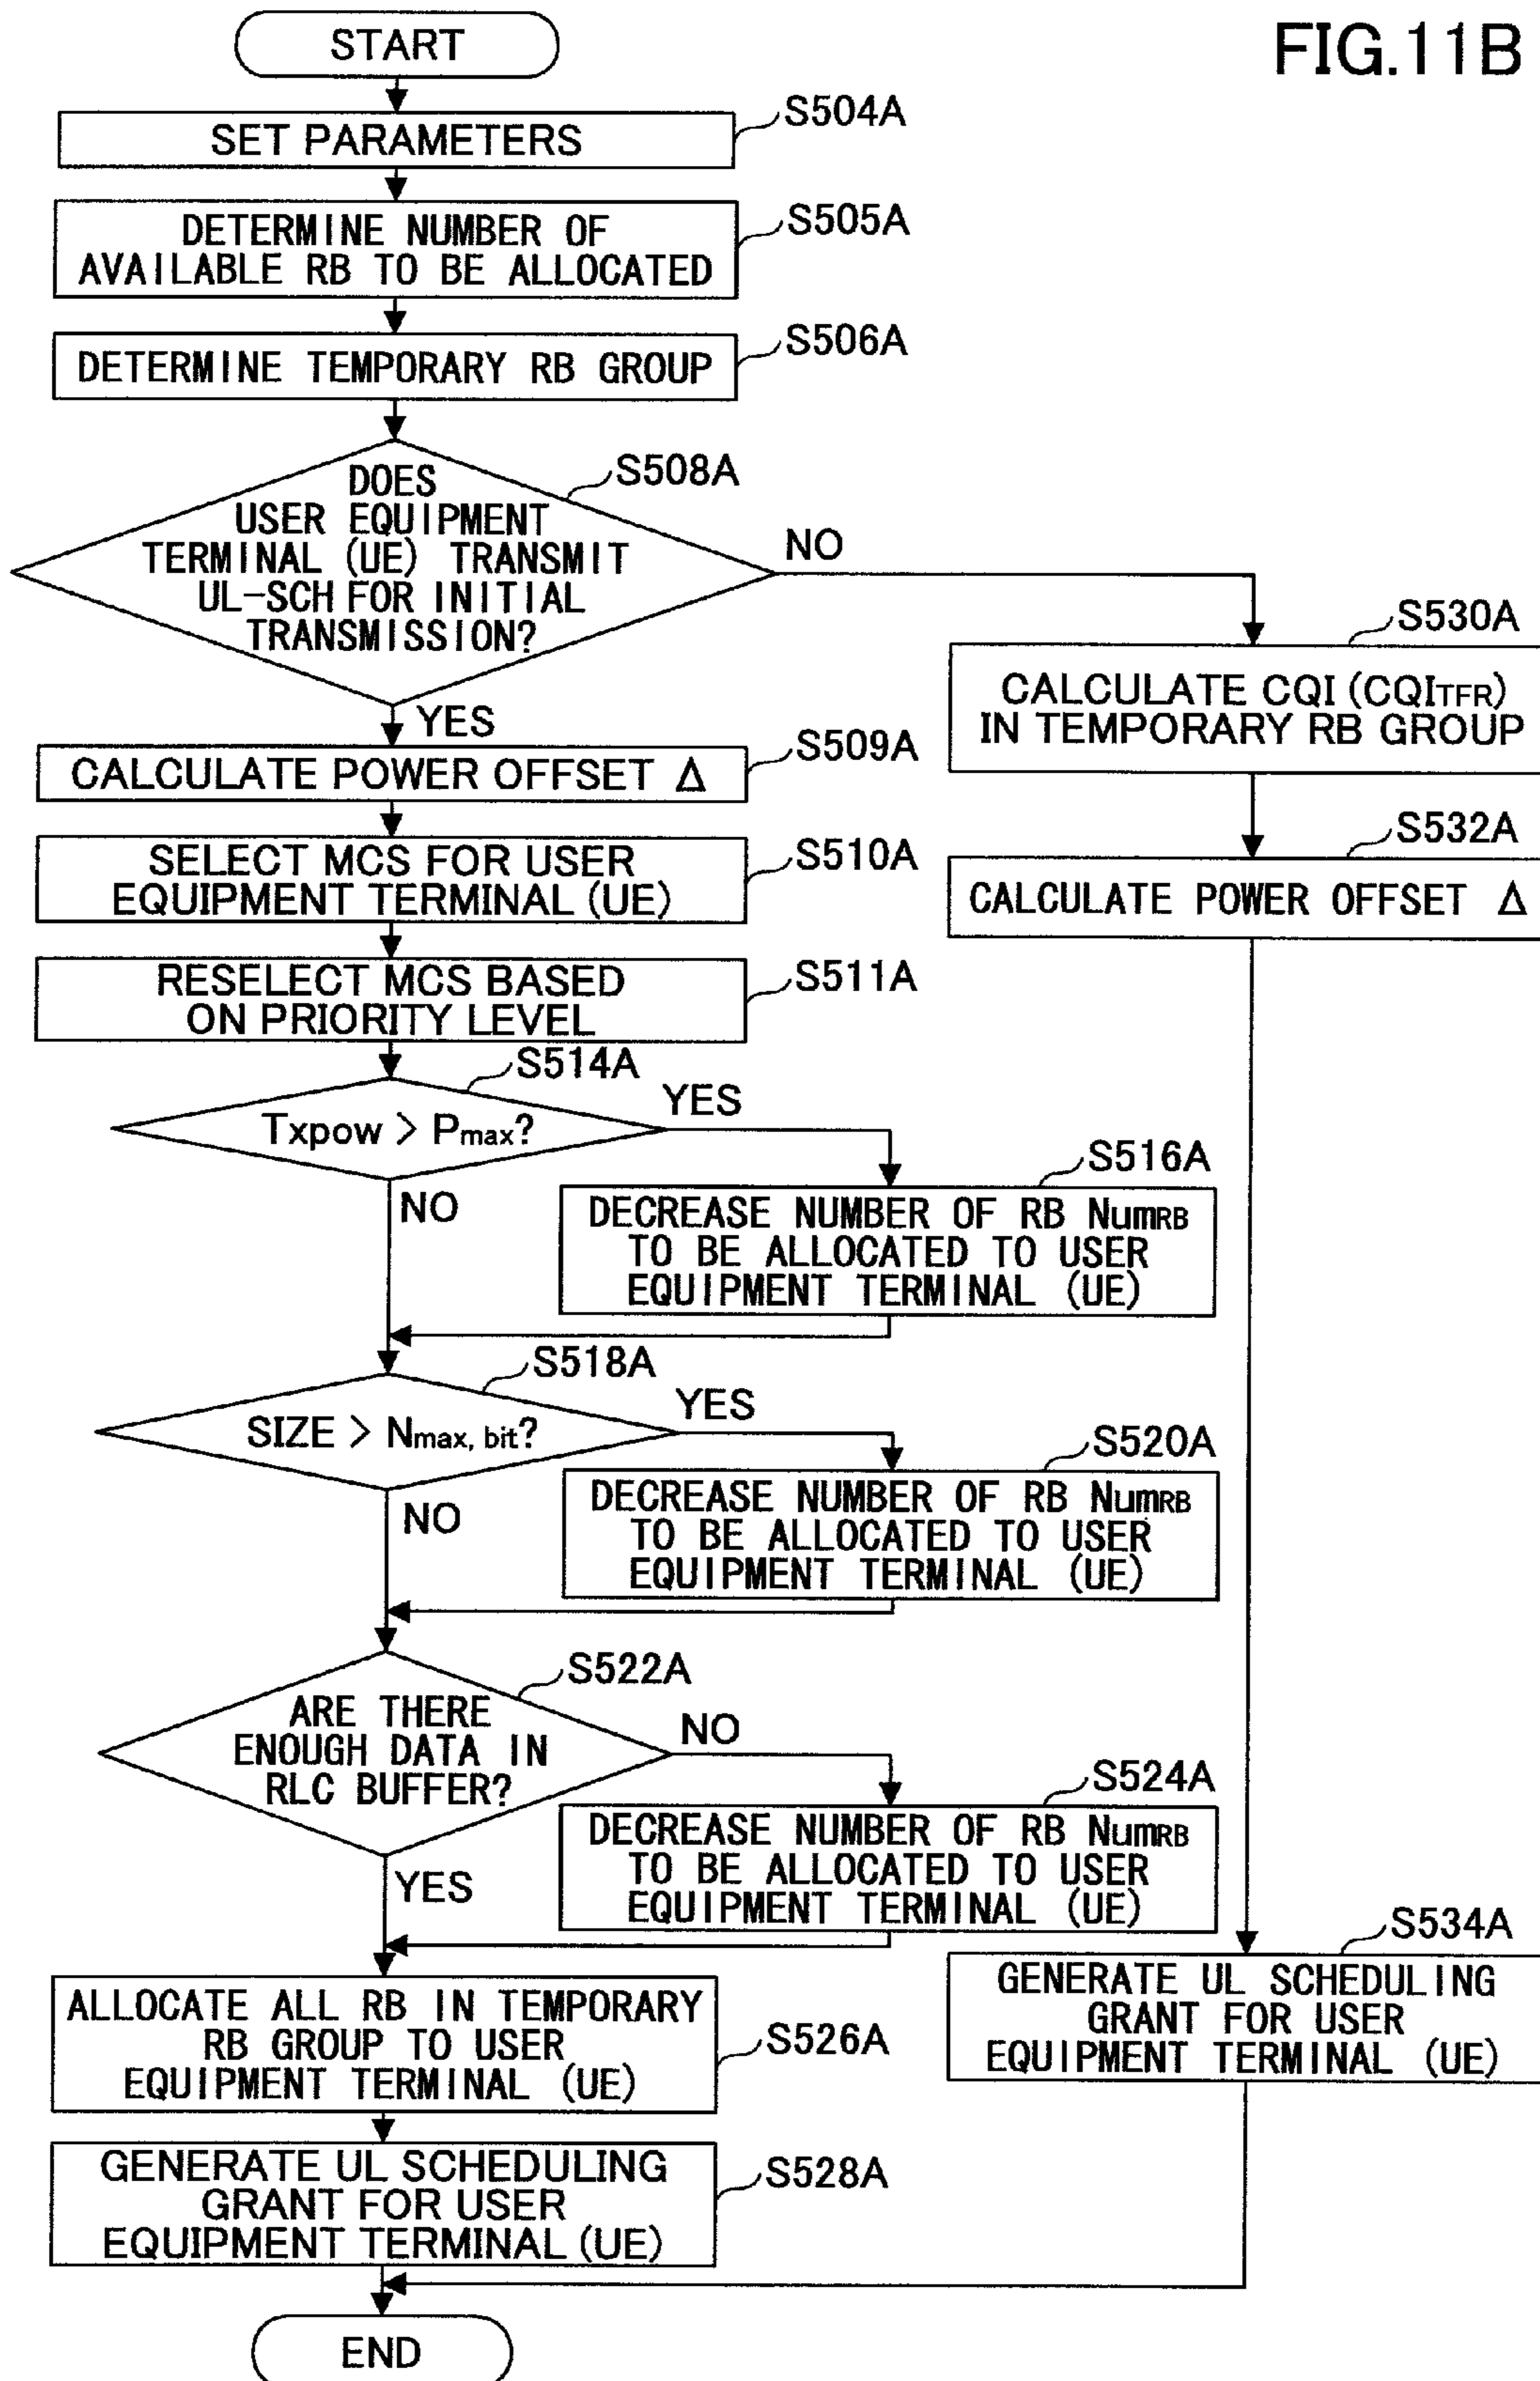 FIG.11B
START
S504A
SET PARAMETERS
S505A
DETERMINE NUMBER OF
AVAILABLE RB TO BE ALLOCATED
S506A
DETERMINE TEMPORARY RB GROUP
S508A
DOES
USER EQUIPMENT
TERMINAL (UE) TRANSMIT
UL-SCH FOR INITIAL
TRANSMISSION?
NO
YES
S530A
CALCULATE CQI (CQITFR)
IN TEMPORARY RB GROUP
S509A
CALCULATE POWER OFFSET Δ
S532A
CALCULATE POWER OFFSET Δ
S510A
SELECT MCS FOR USER
EQUIPMENT TERMINAL (UE)
S511A
RESELECT MCS BASED
ON PRIORITY LEVEL
S514A
Txpow > Pmax?
YES
NO
S516A
DECREASE NUMBER OF RB NumRB
TO BE ALLOCATED TO USER
EQUIPMENT TERMINAL (UE)
S518A
SIZE > Nmax, bit?
YES
NO
S520A
DECREASE NUMBER OF RB NumRB
TO BE ALLOCATED TO USER
EQUIPMENT TERMINAL (UE)
S522A
ARE THERE
ENOUGH DATA IN
RLC BUFFER?
NO
YES
S524A
DECREASE NUMBER OF RB NumRB
TO BE ALLOCATED TO USER
EQUIPMENT TERMINAL (UE)
S526A
ALLOCATE ALL RB IN TEMPORARY
RB GROUP TO USER
EQUIPMENT TERMINAL (UE)
S534A
GENERATE UL SCHEDULING
GRANT FOR USER
EQUIPMENT TERMINAL (UE)
S528A
GENERATE UL SCHEDULING
GRANT FOR USER
EQUIPMENT TERMINAL (UE)
END